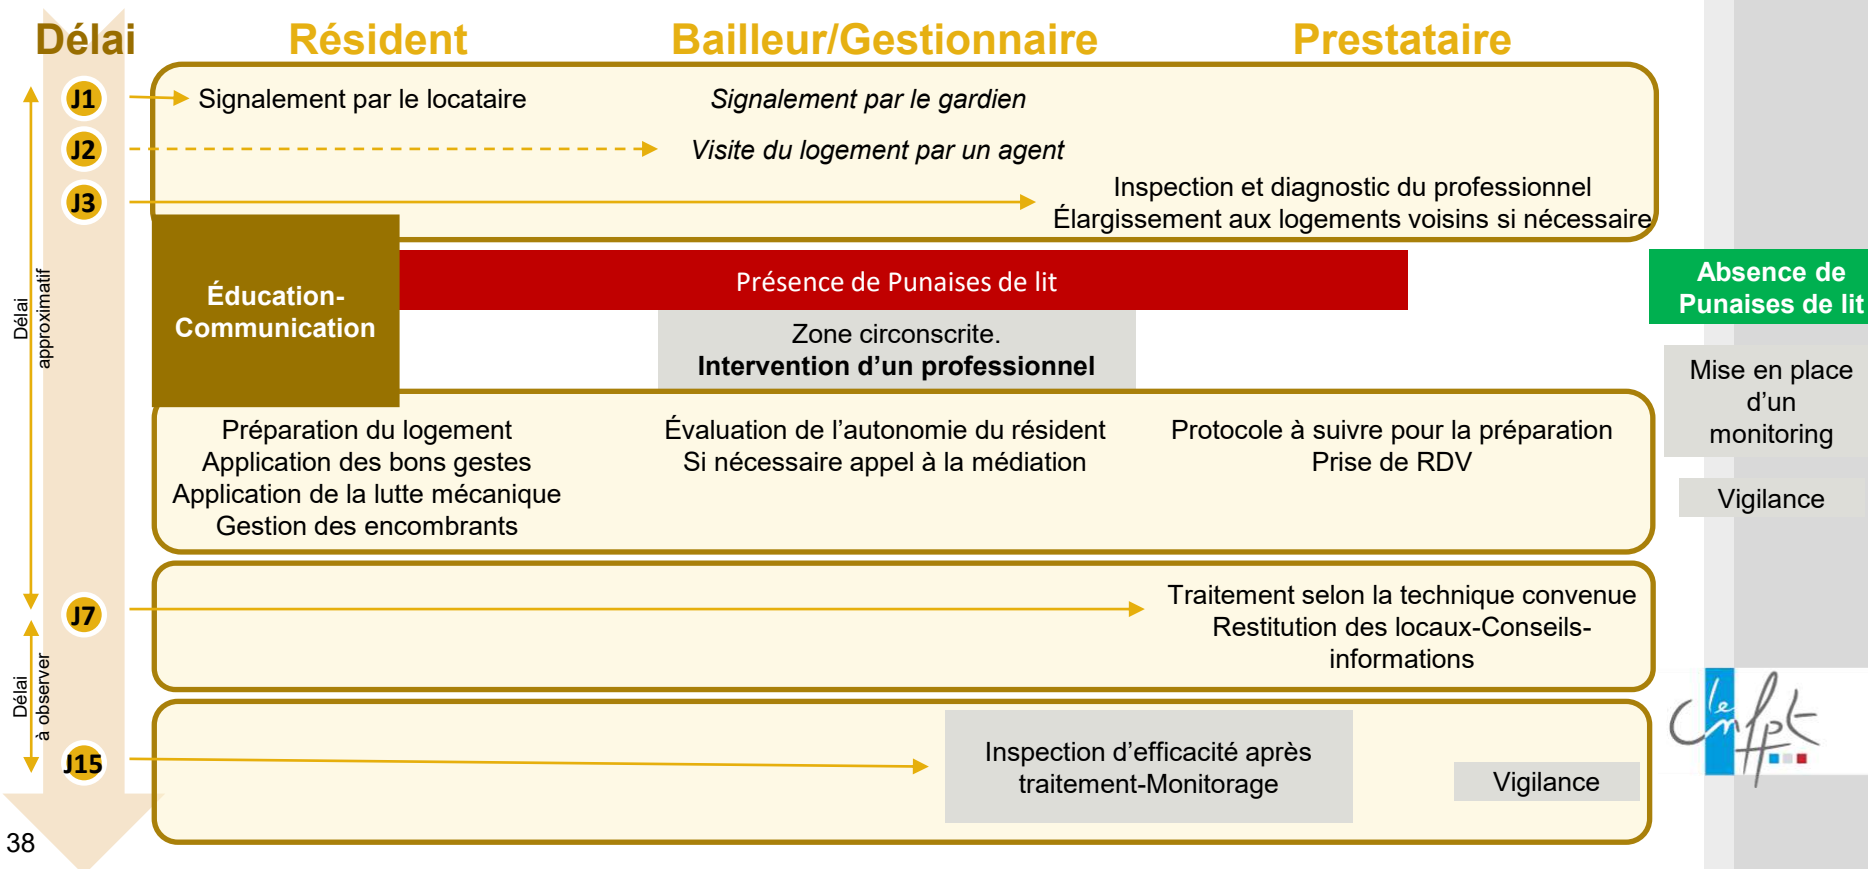 Délai
Résident
Bailleur/Gestionnaire
Prestataire
J1
Signalement par le locataire
Signalement par le gardien
J2
Visite du logement par un agent
J3
Inspection et diagnostic du professionnel
Élargissement aux logements voisins si nécessaire
Délai
approximatif
Éducation-
Communication
Présence de Punaises de lit
Absence de
Punaises de lit
Zone circonscrite.
Intervention d’un professionnel
Mise en place
d’un
monitoring
Vigilance
Préparation du logement
Application des bons gestes
Application de la lutte mécanique
Gestion des encombrants
Évaluation de l’autonomie du résident
Si nécessaire appel à la médiation
Protocole à suivre pour la préparation
Prise de RDV
J7
Traitement selon la technique convenue
Restitution des locaux-Conseils-
informations
Délai
à observer
J15
Inspection d’efficacité après
traitement-Monitorage
Vigilance
le
cnfpt
38